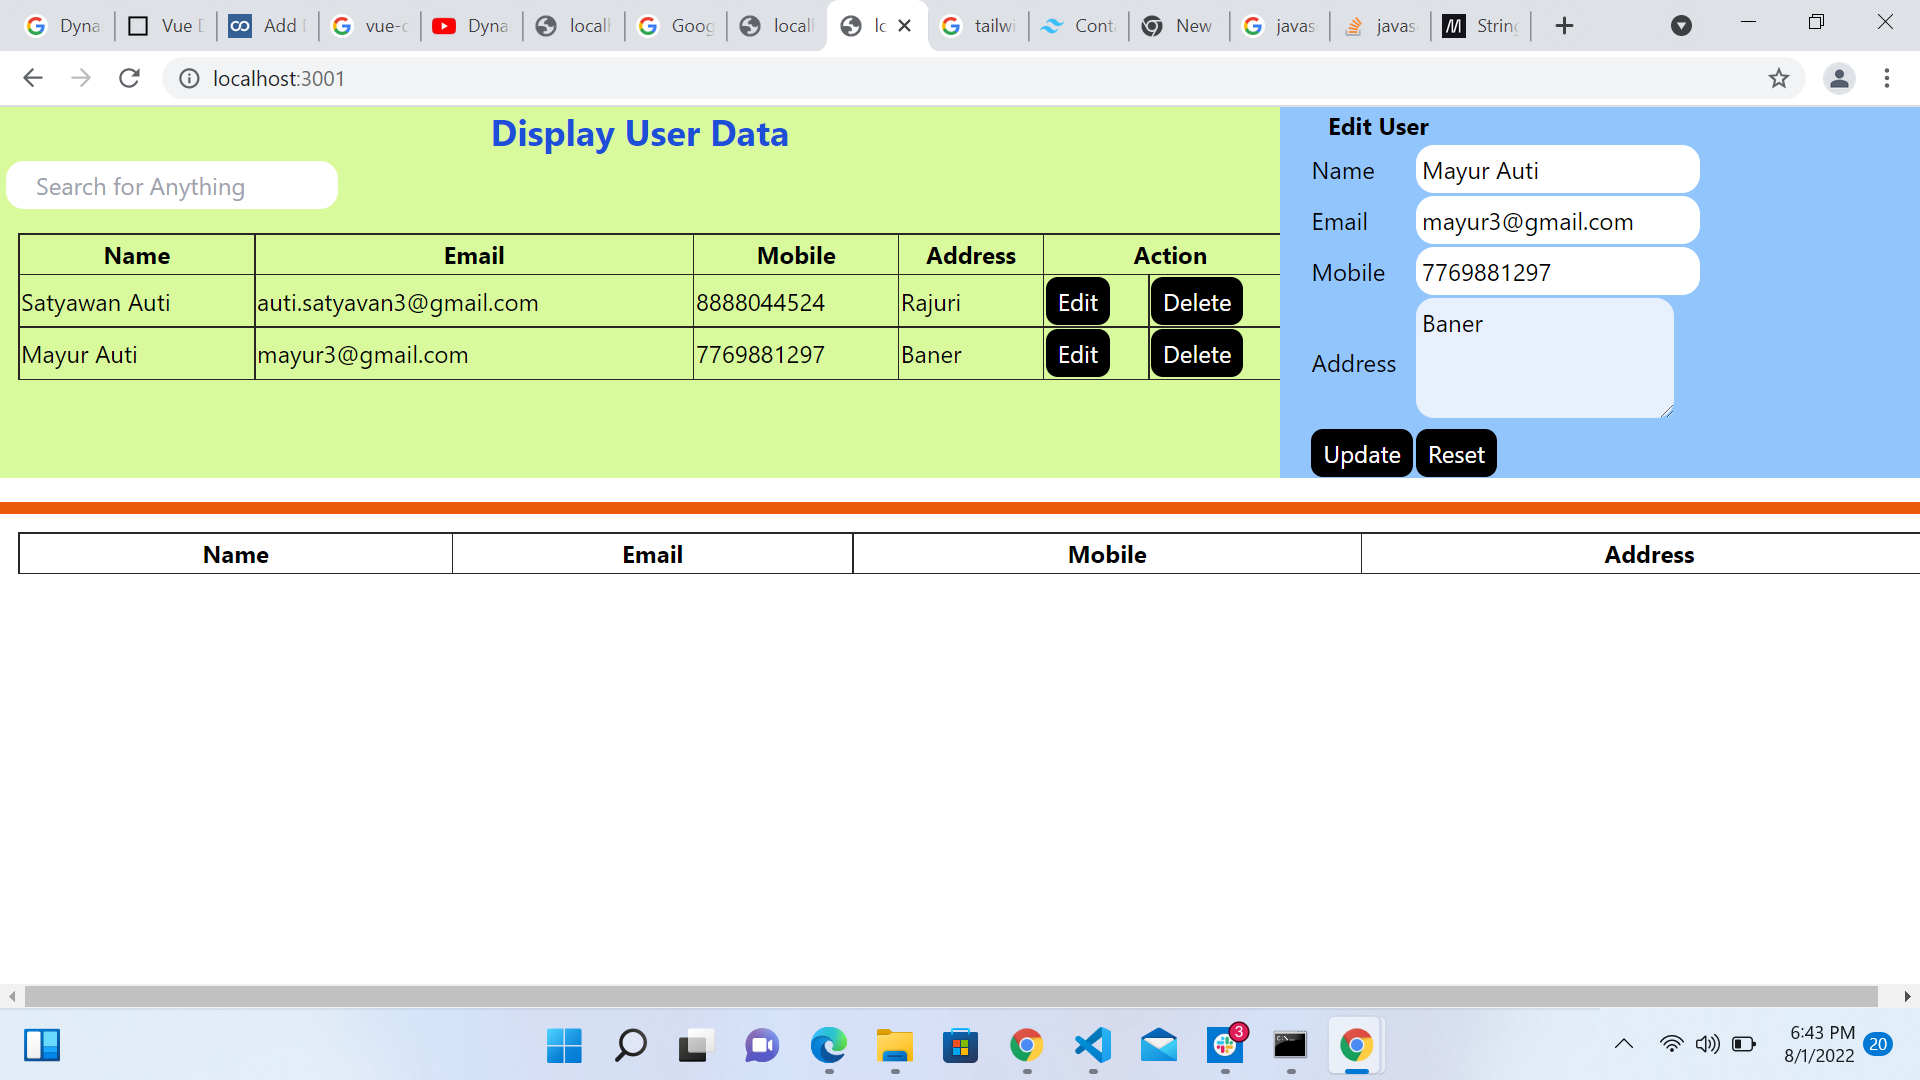 Dyna Vue D Add vue-c Dyna local Goog local lc tailwi Cont New javas javas String
localhost:3001
Display User Data
Search for Anything
Name Email Mobile Address Action
Satyawan Auti auti.satyavan3@gmail.com 8888044524 Rajuri Edit Delete
Mayur Auti mayur3@gmail.com 7769881297 Baner Edit Delete
Edit User
Name Mayur Auti
Email mayur3@gmail.com
Mobile 7769881297
Address Baner
Update Reset
Name Email Mobile Address
3
6:43 PM
8/1/2022 20